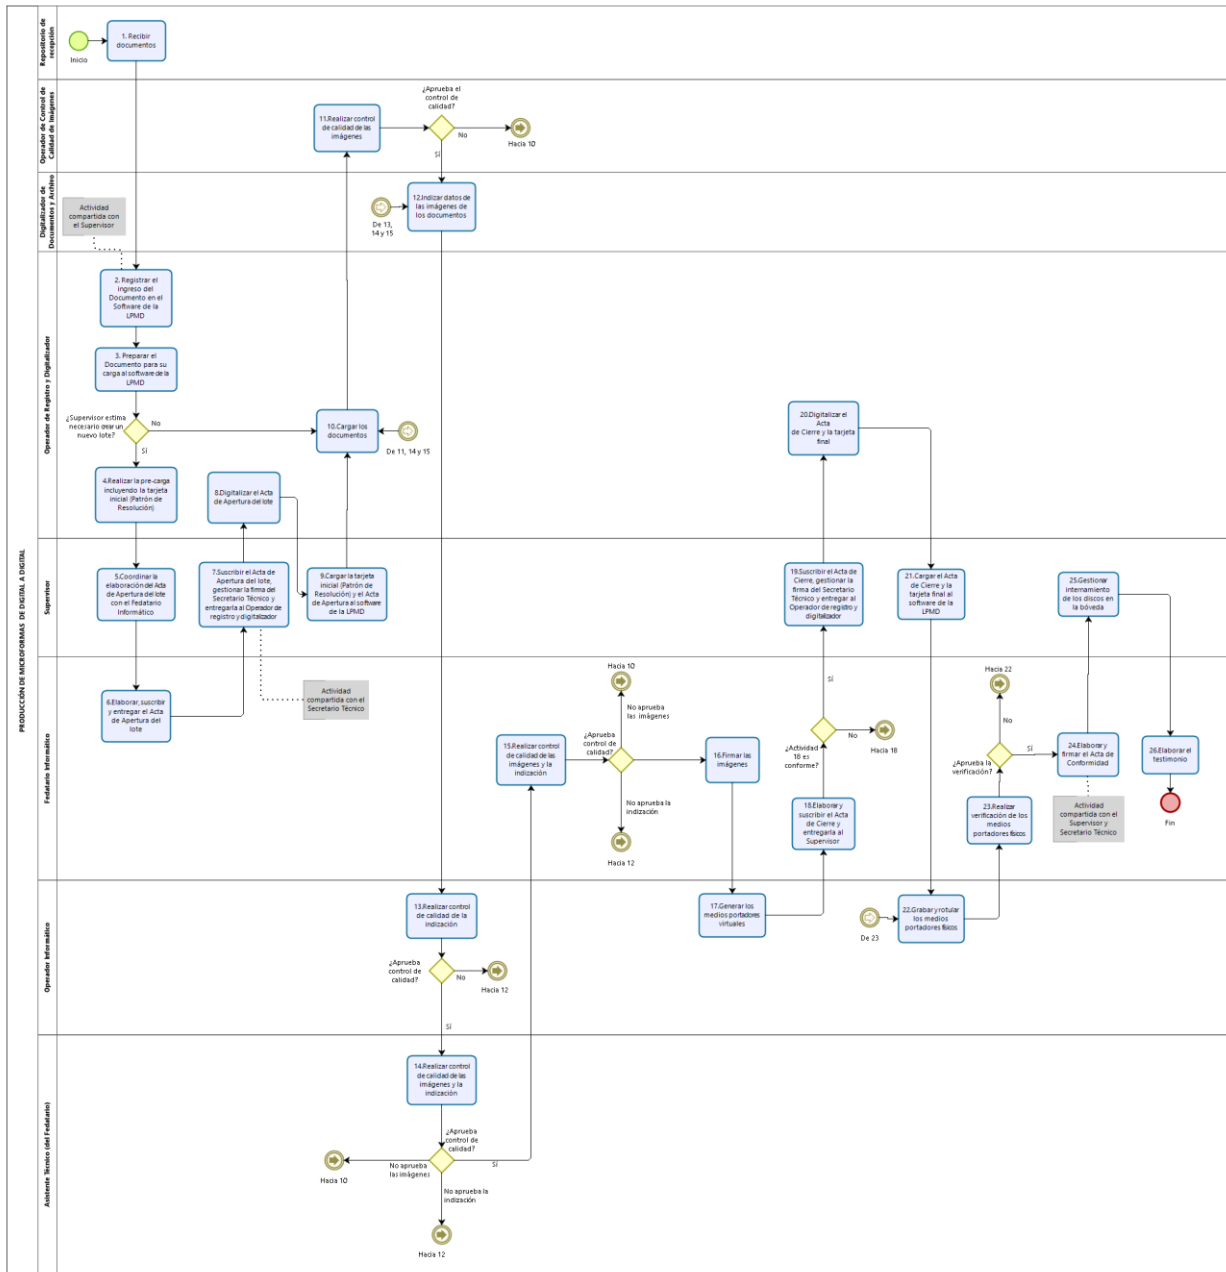 PRODUCCIÓN DE MICROFORMAS DE DIGITAL A DIGITAL
Repositorio de
recepción
Inicio
1. Recibir
documentos
Operador de Control de
Calidad de Imágenes
11.Realizar control
de calidad de las
imágenes
¿Aprueba el
control de
calidad?
No
Hacia 10
Sí
Digitalizador de
Documentos y Archivo
Actividad
compartida con
el Supervisor
De 13,
14 y 15
12.Indizar datos de
las imágenes de
los documentos
Operador de Registro y Digitalizador
2. Registrar el
ingreso del
Documento en el
Software de la
LPMD
3. Preparar el
Documento para su
carga al software de la
LPMD
¿Supervisor estima
necesario crear un
nuevo lote?
No
Sí
10.Cargar los
documentos
De 11, 14 y 15
4.Realizar la pre-carga
incluyendo la tarjeta
inicial (Patrón de
Resolución)
8.Digitalizar el Acta
de Apertura del lote
20.Digitalizar el
Acta
de Cierre y la tarjeta
final
Supervisor
5.Coordinar la
elaboración del Acta
de Apertura del lote
con el Fedatario
Informático
7.Suscribir el Acta de
Apertura del lote,
gestionar la firma del
Secretario Técnico y
entregarla al Operador de
registro y digitalizador
9.Cargar la tarjeta
inicial (Patrón de
Resolución) y el Acta
de Apertura al software
de la LPMD
19.Suscribir el Acta de
Cierre, gestionar la
firma del Secretario
Técnico y entregar al
Operador de registro y
digitalizador
21.Cargar el Acta
de Cierre y la
tarjeta final al
software de la
LPMD
25.Gestionar
internamiento
de los discos en
la bóveda
Fedatario Informático
6.Elaborar, suscribir
y entregar el Acta
de Apertura del
lote
Actividad
compartida con el
Secretario Técnico
15.Realizar control
de calidad de las
imágenes y la
indización
¿Aprueba
control de
calidad?
Hacia 10
No aprueba
las imágenes
No aprueba la
indización
Hacia 12
16.Firmar las
imágenes
Sí
¿Actividad
18 es
conforme?
No
Hacia 18
18.Elaborar y
suscribir el Acta
de Cierre y
entregarla al
Supervisor
Hacia 22
No
¿Aprueba la
verificación?
Sí
23.Realizar
verificación de los
medios
portadores físicos
24.Elaborar y
firmar el Acta de
Conformidad
Actividad
compartida con el
Supervisor y
Secretario Técnico
26.Elaborar el
testimonio
Fin
Operador Informático
13.Realizar control
de calidad de la
indización
¿Aprueba
control de
calidad?
No
Hacia 12
Sí
17.Generar los
medios portadores
virtuales
De 23
22.Grabar y rotular
los medios
portadores físicos
Asistente Técnico (del Fedatario)
14.Realizar control
de calidad de las
imágenes y la
indización
¿Aprueba
control de
calidad?
No aprueba
las imágenes
Hacia 10
Sí
No aprueba la
indización
Hacia 12